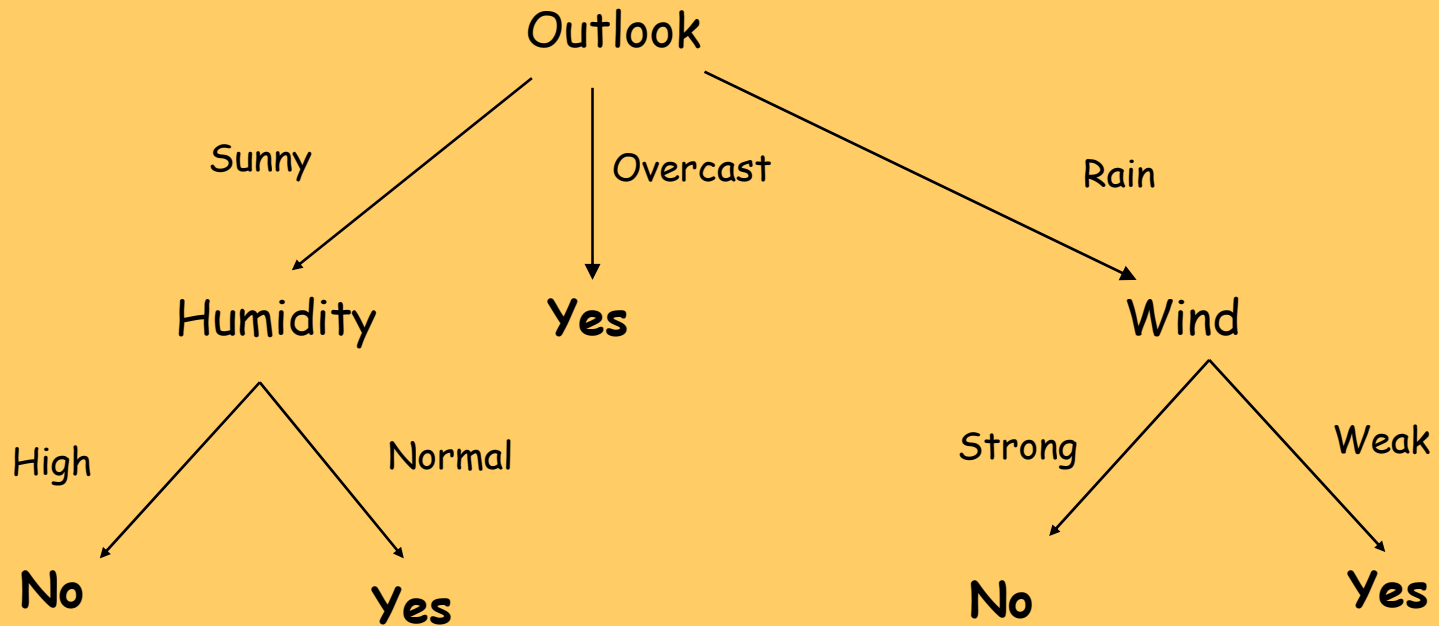 Outlook
Sunny
Overcast
Rain
Humidity
Yes
Wind
High
Normal
Strong
Weak
No
Yes
No
Yes